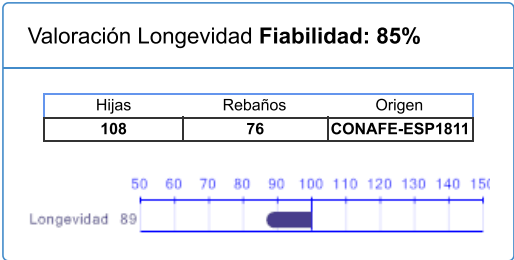 Valoración Longevidad Fiabilidad: 85%
Hijas Rebaños Origen
108 76 CONAFE-ESP1811
50 60 70 80 90 100 110 120 130 140 150
Longevidad 89